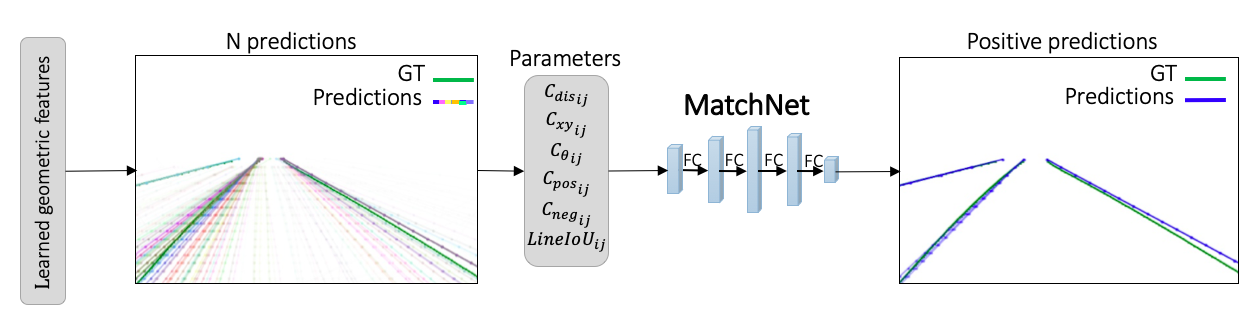 Learned geometric features
N predictions
GT
Predictions
Parameters
C_{dis_{ij}}
C_{xy_{ij}}
C_{θ_{ij}}
C_{pos_{ij}}
C_{neg_{ij}}
LineIoU_{ij}
MatchNet
FC FC FC FC
Positive predictions
GT
Predictions